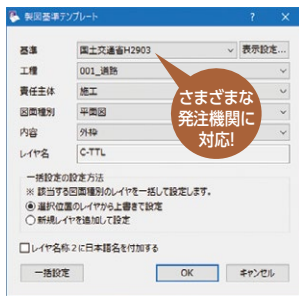 製図基準テンプレート
基準 国土交通省H2903 表示設定...
工種 001_道路
責任主体 施工
図面種別 平面図
内容 外枠
レイヤ名 C-TTL
さまざまな
発注機関に
対応!
一括設定の設定方法
※ 該当する図面種別のレイヤを一括して設定します。
選択位置のレイヤから上書きで設定
新規レイヤを追加して設定
レイヤ名称2に日本語名を付加する
一括設定 OK キャンセル